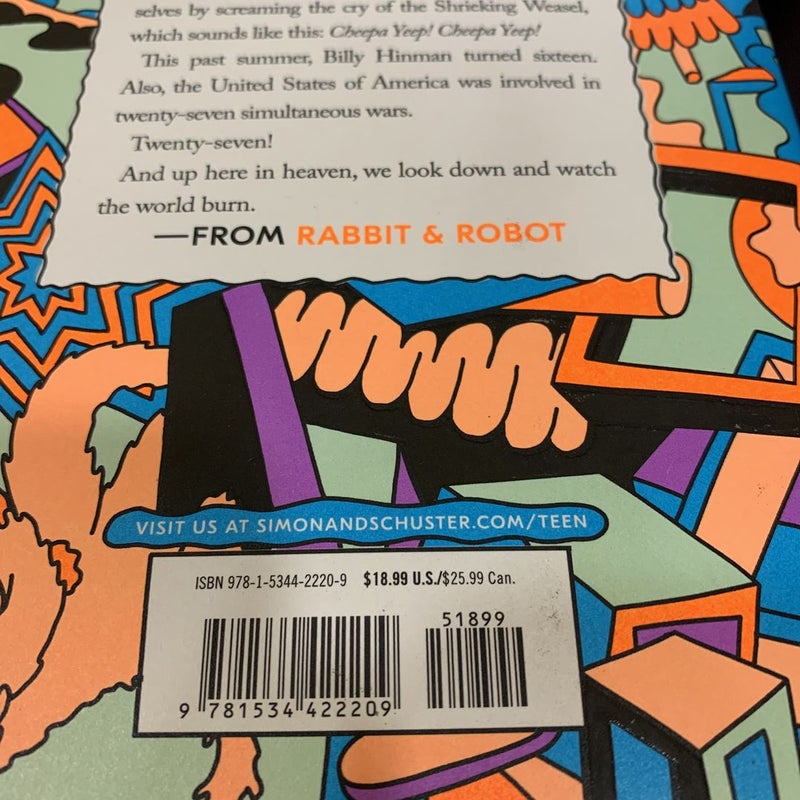 selves by screaming the cry of the Shrieking Weasel,
which sounds like this: Cheepa Yeep! Cheepa Yeep!
This past summer, Billy Hinman turned sixteen.
Also, the United States of America was involved in
twenty-seven simultaneous wars.
Twenty-seven!
And up here in heaven, we look down and watch
the world burn.
—FROM RABBIT & ROBOT
VISIT US AT SIMONANDSCHUSTER.COM/TEEN
ISBN 978-1-5344-2220-9 $18.99 U.S./$25.99 Can.
51899
9 781534 422209